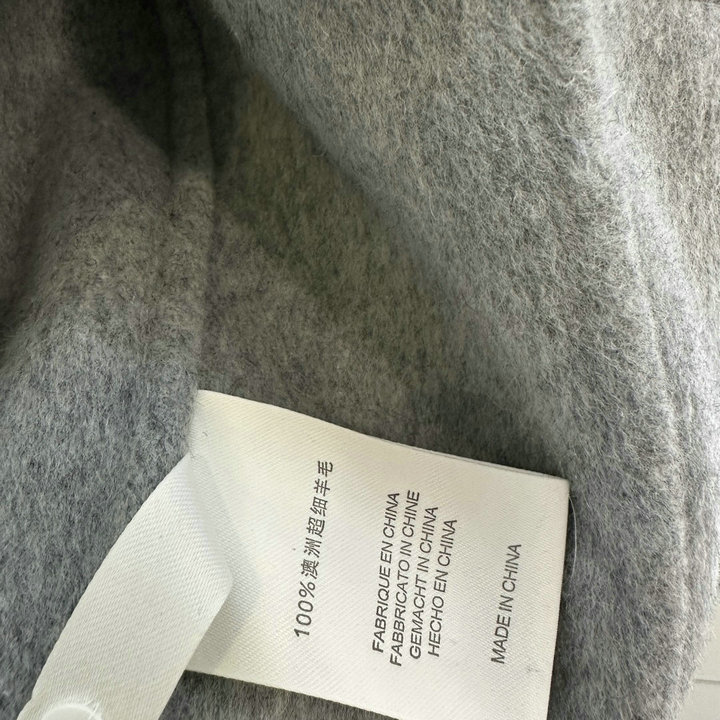 100%澳洲超细羊毛
FABRIQUE EN CHINA
FABBRICATO IN CHINE
GEMACHT IN CHINA
HECHO EN CHINA
MADE IN CHINA